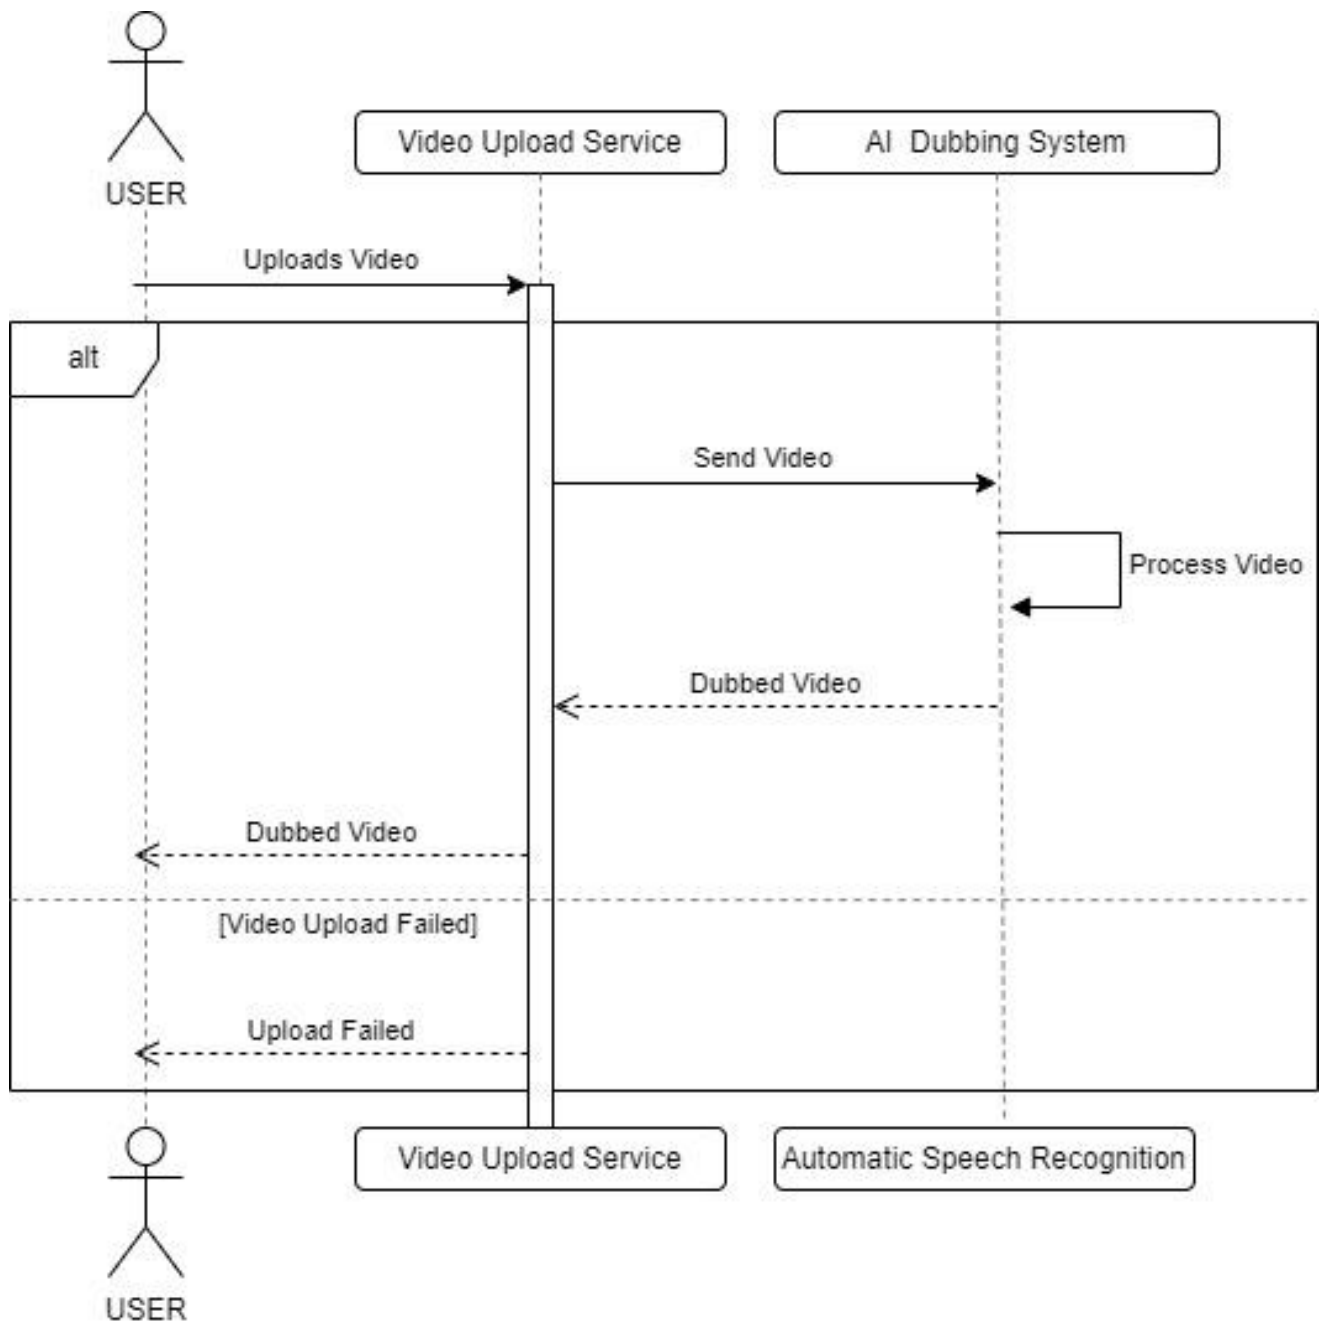 USER
Video Upload Service
AI Dubbing System
Uploads Video
alt
Send Video
Process Video
Dubbed Video
Dubbed Video
[Video Upload Failed]
Upload Failed
Video Upload Service
Automatic Speech Recognition
USER